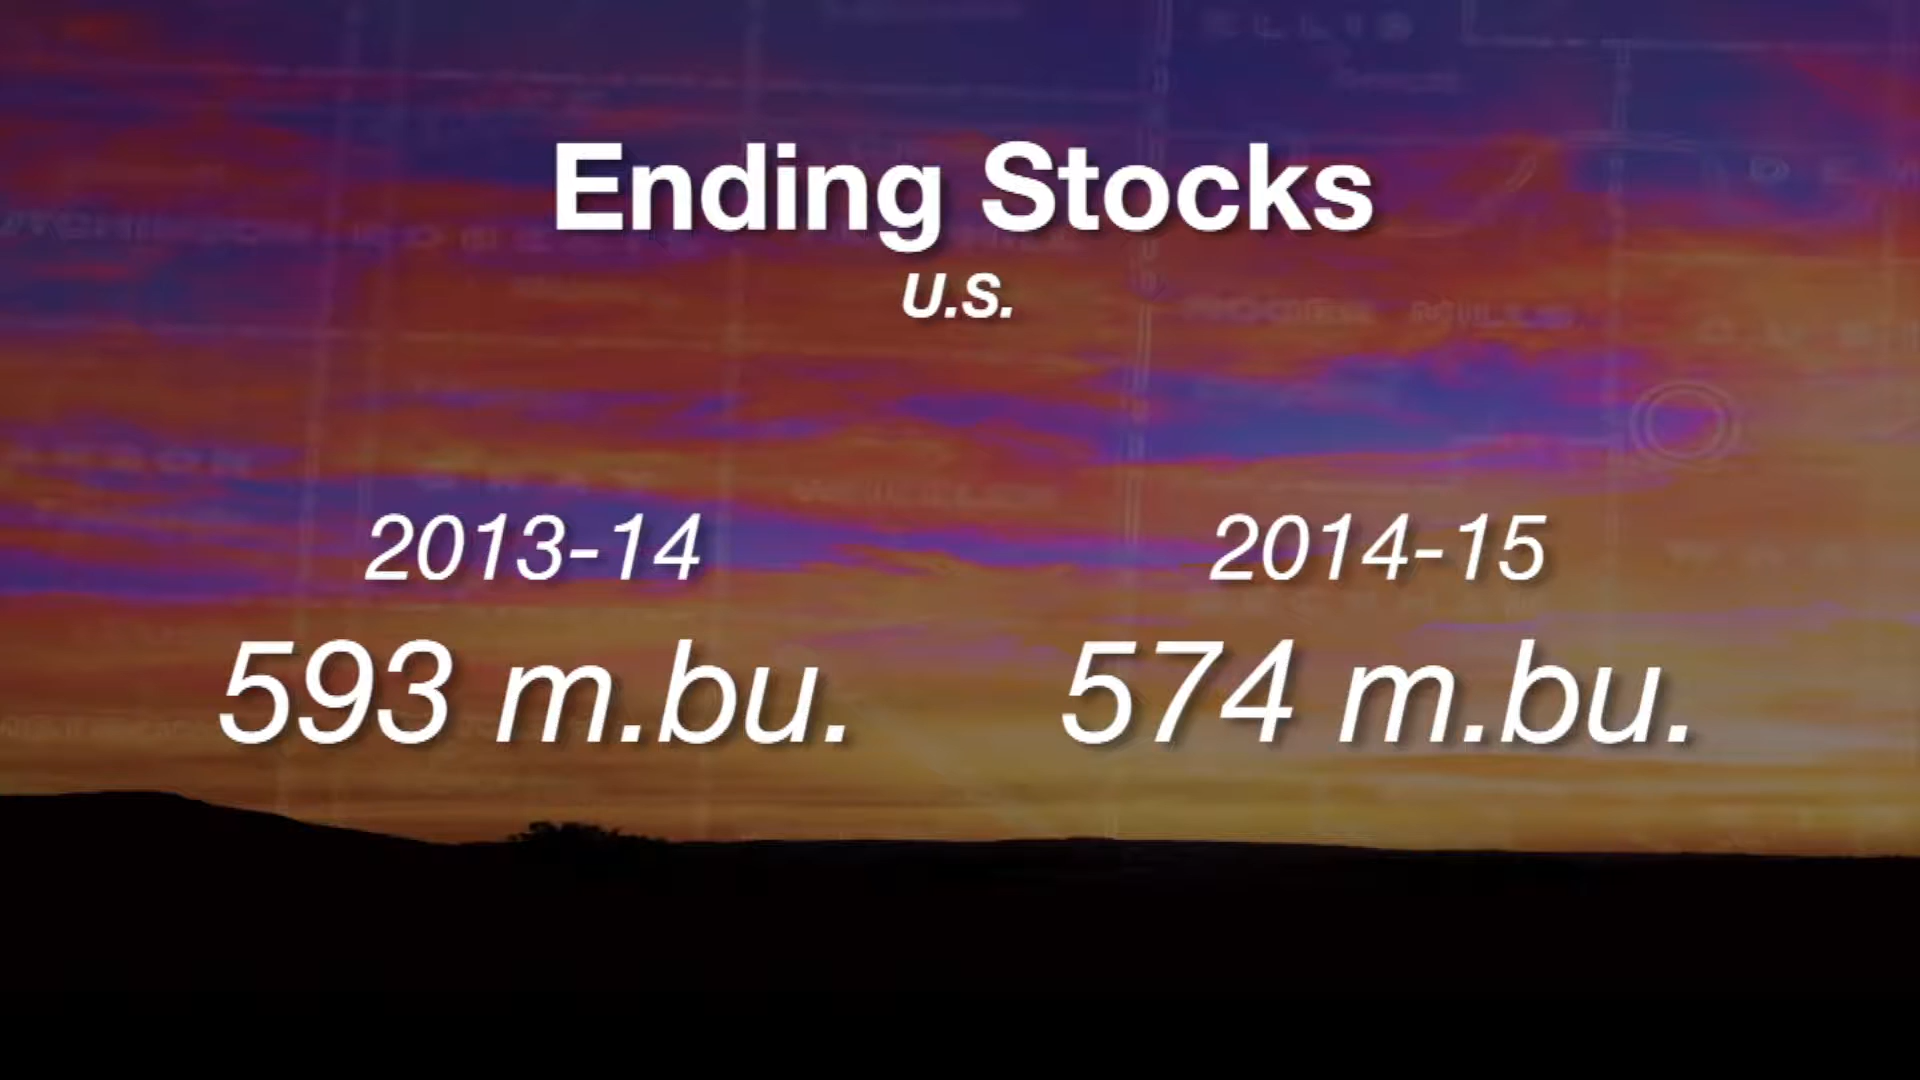 Ending Stocks
U.S.
2013-14
2014-15
593 m.bu.
574 m.bu.